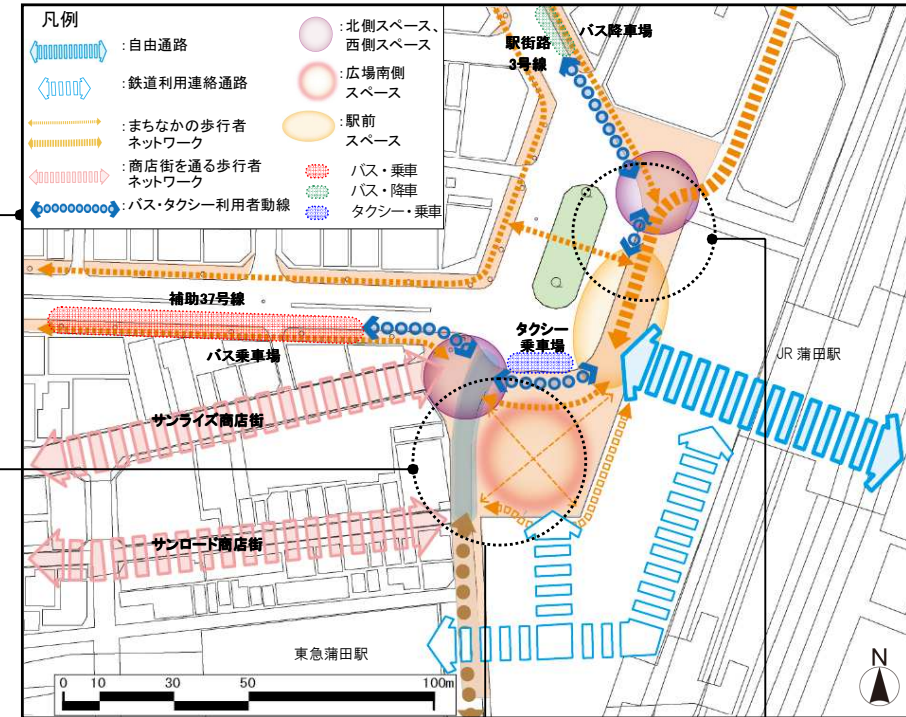 凡例
:自由通路
:鉄道利用連絡通路
:まちなかの歩行者
ネットワーク
:商店街を通る歩行者
ネットワーク
:バス・タクシー利用者動線
:北側スペース、
西側スペース
:広場南側
スペース
:駅前
スペース
バス・乗車
バス・降車
タクシー・乗車
バス降車場
駅街路
3号線
補助37号線
バス乗車場
タクシー
乗車場
JR 蒲田駅
サンライズ商店街
サンロード商店街
東急蒲田駅
0 10 30 50 100m
N